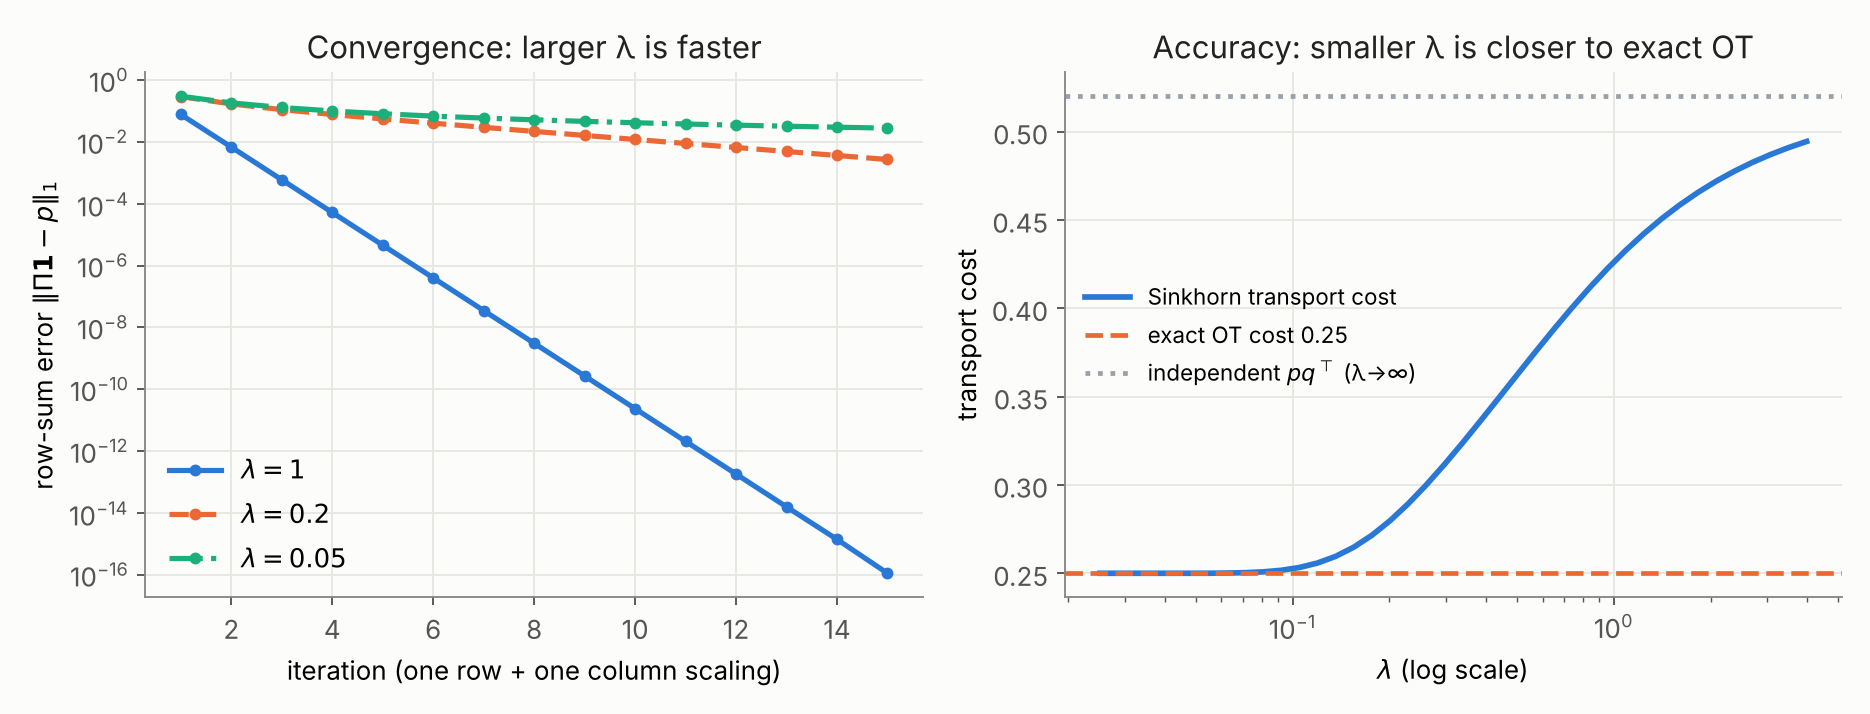 Convergence: larger λ is faster
row-sum error ‖Π𝟏 − p‖₁
10⁰
10⁻²
10⁻⁴
10⁻⁶
10⁻⁸
10⁻¹⁰
10⁻¹²
10⁻¹⁴
10⁻¹⁶
λ = 1
λ = 0.2
λ = 0.05
2 4 6 8 10 12 14
iteration (one row + one column scaling)
Accuracy: smaller λ is closer to exact OT
transport cost
0.50
0.45
0.40
0.35
0.30
0.25
Sinkhorn transport cost
exact OT cost 0.25
independent pq⊤ (λ→∞)
10⁻¹ 10⁰
λ (log scale)